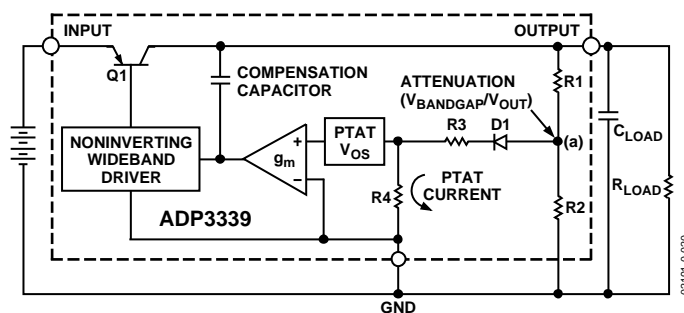 INPUT
OUTPUT
Q1
COMPENSATION
CAPACITOR
ATTENUATION
(VBANDGAP/VOUT)
R1
NONINVERTING
WIDEBAND
DRIVER
gm
+
−
PTAT
VOS
R3
D1
(a)
CLOAD
RLOAD
R4
PTAT
CURRENT
R2
ADP3339
GND